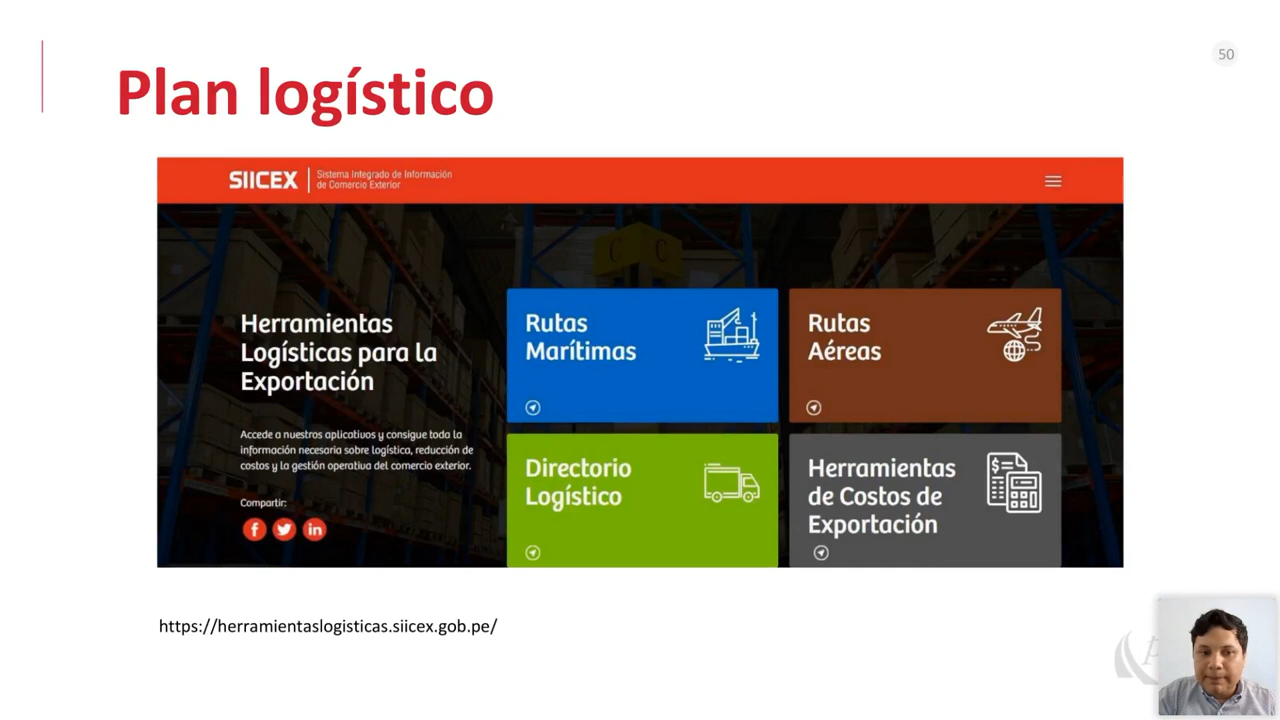 50
Plan logístico
SIICEX
Sistema Integrado de Información
de Comercio Exterior
Herramientas
Logísticas para la
Exportación
Accede a nuestros aplicativos y consigue toda la
información necesaria sobre logística, reducción de
costos y la gestión operativa del comercio exterior.
Compartir:
Rutas
Marítimas
Rutas
Aéreas
Directorio
Logístico
Herramientas
de Costos de
Exportación
https://herramientaslogisticas.siicex.gob.pe/